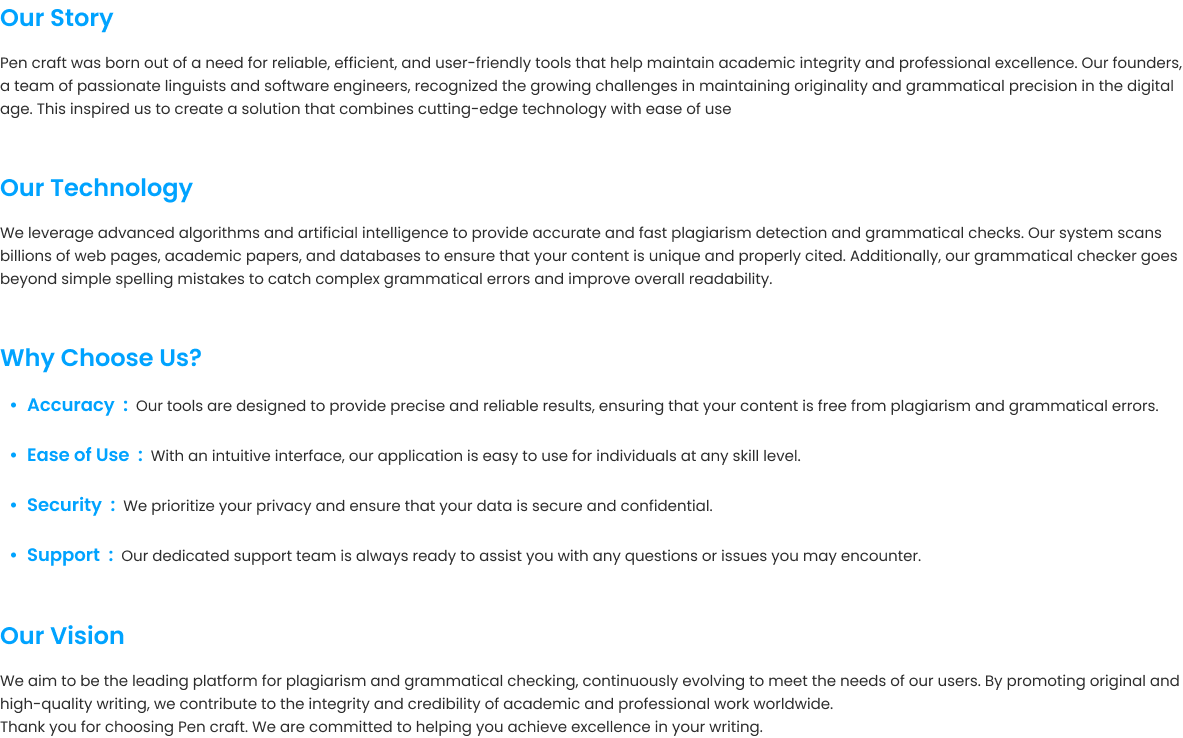 Our Story
Pen craft was born out of a need for reliable, efficient, and user-friendly tools that help maintain academic integrity and professional excellence. Our founders,
a team of passionate linguists and software engineers, recognized the growing challenges in maintaining originality and grammatical precision in the digital
age. This inspired us to create a solution that combines cutting-edge technology with ease of use
Our Technology
We leverage advanced algorithms and artificial intelligence to provide accurate and fast plagiarism detection and grammatical checks. Our system scans
billions of web pages, academic papers, and databases to ensure that your content is unique and properly cited. Additionally, our grammatical checker goes
beyond simple spelling mistakes to catch complex grammatical errors and improve overall readability.
Why Choose Us?
• Accuracy : Our tools are designed to provide precise and reliable results, ensuring that your content is free from plagiarism and grammatical errors.
• Ease of Use : With an intuitive interface, our application is easy to use for individuals at any skill level.
• Security : We prioritize your privacy and ensure that your data is secure and confidential.
• Support : Our dedicated support team is always ready to assist you with any questions or issues you may encounter.
Our Vision
We aim to be the leading platform for plagiarism and grammatical checking, continuously evolving to meet the needs of our users. By promoting original and
high-quality writing, we contribute to the integrity and credibility of academic and professional work worldwide.
Thank you for choosing Pen craft. We are committed to helping you achieve excellence in your writing.